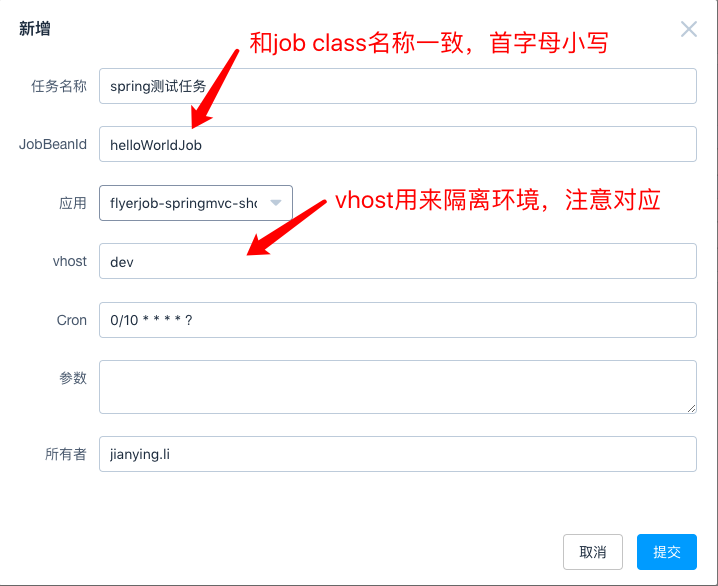 新增
和job class名称一致，首字母小写
任务名称 spring测试任务
JobBeanId helloWorldJob
应用 flyerjob-springmvc-sho
vhost用来隔离环境，注意对应
vhost dev
Cron 0/10 * * * * ?
参数
所有者 jianying.li
取消 提交